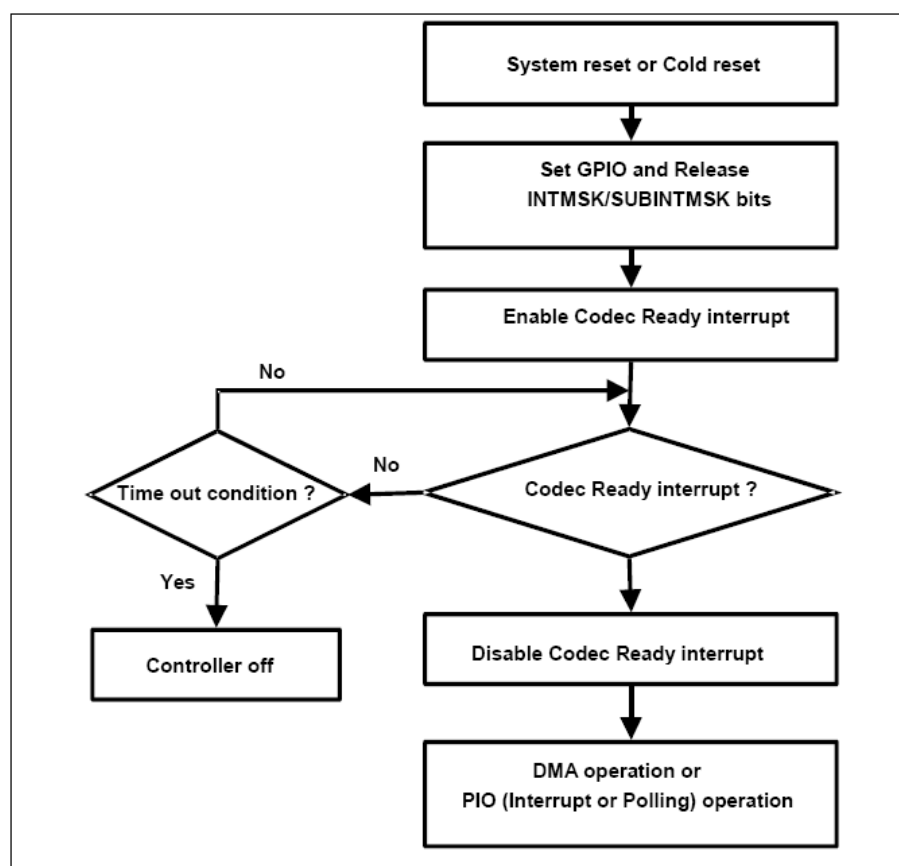 System reset or Cold reset
Set GPIO and Release
INTMSK/SUBINTMSK bits
Enable Codec Ready interrupt
No
No
Time out condition ?
Codec Ready interrupt ?
Yes
Controller off
Disable Codec Ready interrupt
DMA operation or
PIO (Interrupt or Polling) operation